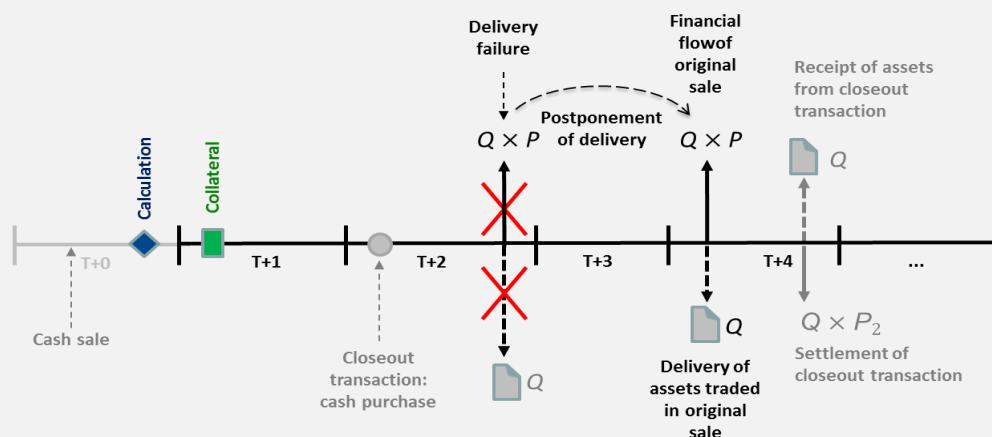 Delivery
failure
Q × P
Postponement
of delivery
Financial
flowof
original
sale
Q × P
Receipt of assets
from closeout
transaction
Q
Calculation
Collateral
T+0
T+1
T+2
T+3
T+4
...
Cash sale
Closeout
transaction:
cash purchase
Q
Q
Delivery of
assets traded
in original
sale
Q × P₂
Settlement of
closeout transaction